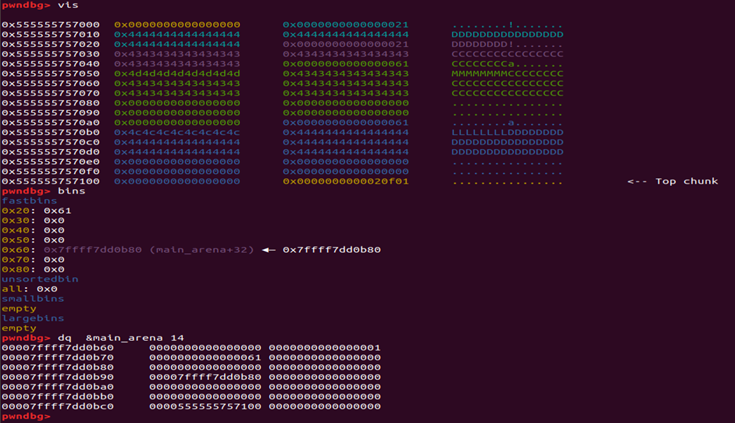 pwndbg> vis
0x555555757000 0x0000000000000000 0x0000000000000021 ........!.......
0x555555757010 0x4444444444444444 0x4444444444444444 DDDDDDDDDDDDDDDD
0x555555757020 0x4444444444444444 0x0000000000000021 DDDDDDDD!.......
0x555555757030 0x4343434343434343 0x4343434343434343 CCCCCCCCCCCCCCCC
0x555555757040 0x4343434343434343 0x0000000000000061 CCCCCCCCa.......
0x555555757050 0x4d4d4d4d4d4d4d4d 0x4343434343434343 MMMMMMMMCCCCCCCC
0x555555757060 0x4343434343434343 0x4343434343434343 CCCCCCCCCCCCCCCC
0x555555757070 0x4343434343434343 0x4343434343434343 CCCCCCCCCCCCCCCC
0x555555757080 0x0000000000000000 0x0000000000000000 ................
0x555555757090 0x0000000000000000 0x0000000000000000 ................
0x5555557570a0 0x0000000000000000 0x0000000000000061 ........a.......
0x5555557570b0 0x4c4c4c4c4c4c4c4c 0x4444444444444444 LLLLLLLLDDDDDDDD
0x5555557570c0 0x4444444444444444 0x4444444444444444 DDDDDDDDDDDDDDDD
0x5555557570d0 0x4444444444444444 0x4444444444444444 DDDDDDDDDDDDDDDD
0x5555557570e0 0x0000000000000000 0x0000000000000000 ................
0x5555557570f0 0x0000000000000000 0x0000000000000000 ................
0x555555757100 0x0000000000000000 0x0000000000020f01 ................ <-- Top chunk
pwndbg> bins
fastbins
0x20: 0x61
0x30: 0x0
0x40: 0x0
0x50: 0x0
0x60: 0x7ffff7dd0b80 (main_arena+32) ◂— 0x7ffff7dd0b80
0x70: 0x0
0x80: 0x0
unsortedbin
all: 0x0
smallbins
empty
largebins
empty
pwndbg> dq &main_arena 14
00007ffff7dd0b60 0000000000000000 0000000000000001
00007ffff7dd0b70 0000000000000061 0000000000000000
00007ffff7dd0b80 0000000000000000 0000000000000000
00007ffff7dd0b90 00007ffff7dd0b80 0000000000000000
00007ffff7dd0ba0 0000000000000000 0000000000000000
00007ffff7dd0bb0 0000000000000000 0000000000000000
00007ffff7dd0bc0 0000555555757100 0000000000000000
pwndbg>